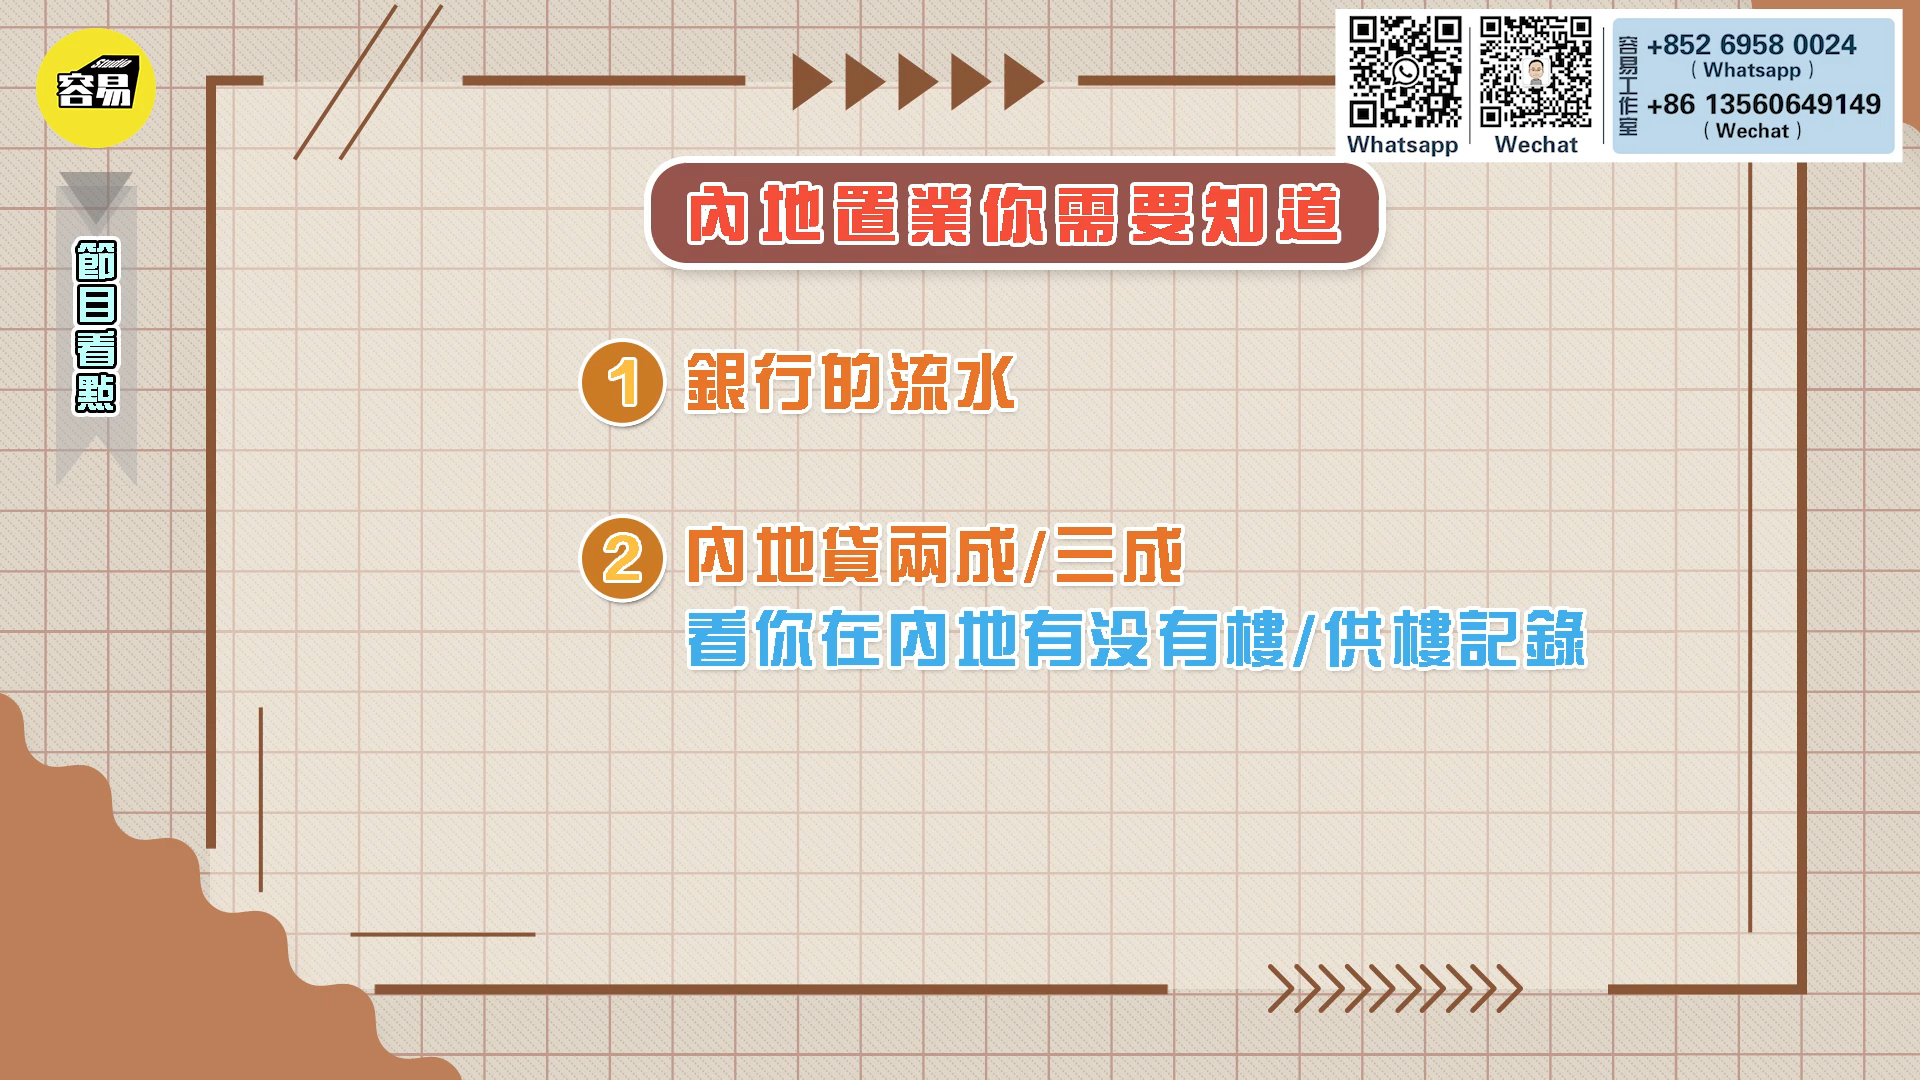 Studio
容易
節目看點
Whatsapp
Wechat
容易工作室
+852 6958 0024
( Whatsapp )
+86 13560649149
( Wechat )
內地置業你需要知道
1 銀行的流水
2 內地貸兩成/三成
看你在內地有没有樓/供樓記錄